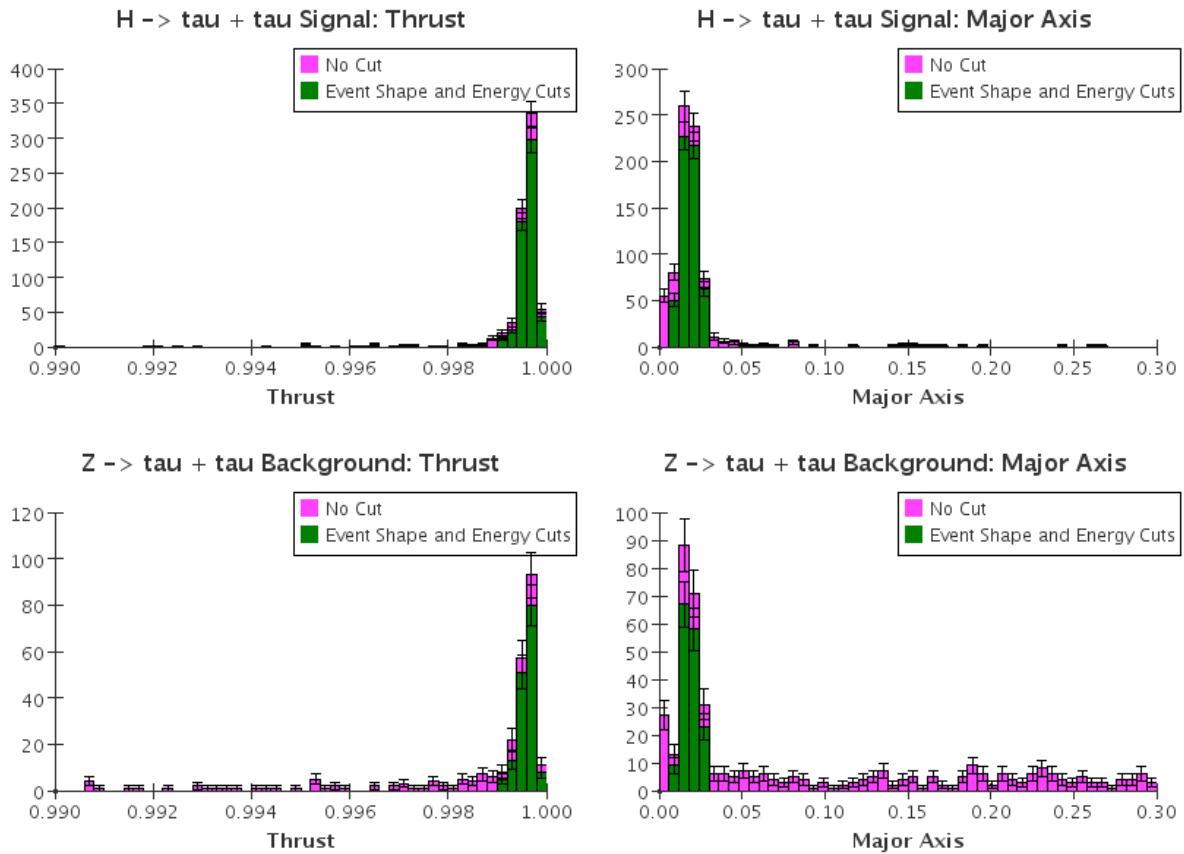 H -> tau + tau Signal: Thrust
No Cut
Event Shape and Energy Cuts
400
350
300
250
200
150
100
50
0
0.990 0.992 0.994 0.996 0.998 1.000
Thrust
H -> tau + tau Signal: Major Axis
No Cut
Event Shape and Energy Cuts
300
250
200
150
100
50
0
0.00 0.05 0.10 0.15 0.20 0.25 0.30
Major Axis
Z -> tau + tau Background: Thrust
No Cut
Event Shape and Energy Cuts
120
100
80
60
40
20
0
0.990 0.992 0.994 0.996 0.998 1.000
Thrust
Z -> tau + tau Background: Major Axis
No Cut
Event Shape and Energy Cuts
100
90
80
70
60
50
40
30
20
10
0
0.00 0.05 0.10 0.15 0.20 0.25 0.30
Major Axis